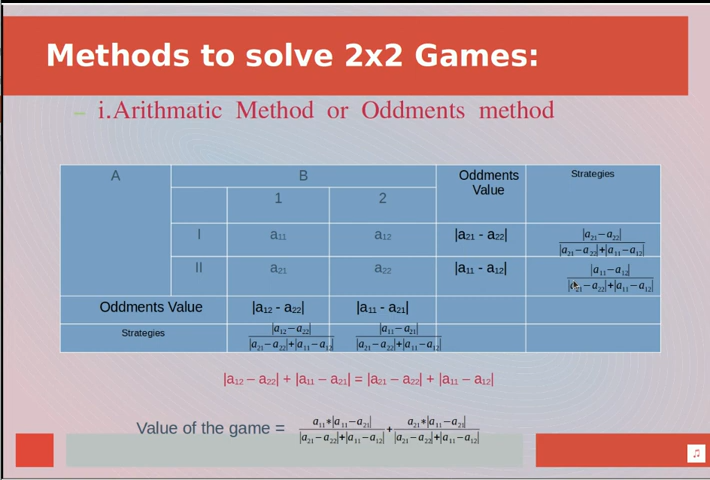 Methods to solve 2x2 Games:
– i.Arithmatic Method or Oddments method
A B Oddments Value Strategies
1 2
I a₁₁ a₁₂ |a₂₁ - a₂₂| |a₂₁−a₂₂| / |a₂₁−a₂₂|+|a₁₁−a₁₂|
II a₂₁ a₂₂ |a₁₁ - a₁₂| |a₁₁−a₁₂| / |a₂₁−a₂₂|+|a₁₁−a₁₂|
Oddments Value |a₁₂ - a₂₂| |a₁₁ - a₂₁|
Strategies |a₁₂−a₂₂| / |a₂₁−a₂₂|+|a₁₁−a₁₂| |a₁₁−a₂₁| / |a₂₁−a₂₂|+|a₁₁−a₁₂|
|a₁₂ – a₂₂| + |a₁₁ – a₂₁| = |a₂₁ – a₂₂| + |a₁₁ – a₁₂|
Value of the game = a₁₁*|a₁₁−a₂₁| / |a₂₁−a₂₂|+|a₁₁−a₁₂| + a₂₁*|a₁₁−a₂₁| / |a₂₁−a₂₂|+|a₁₁−a₁₂|